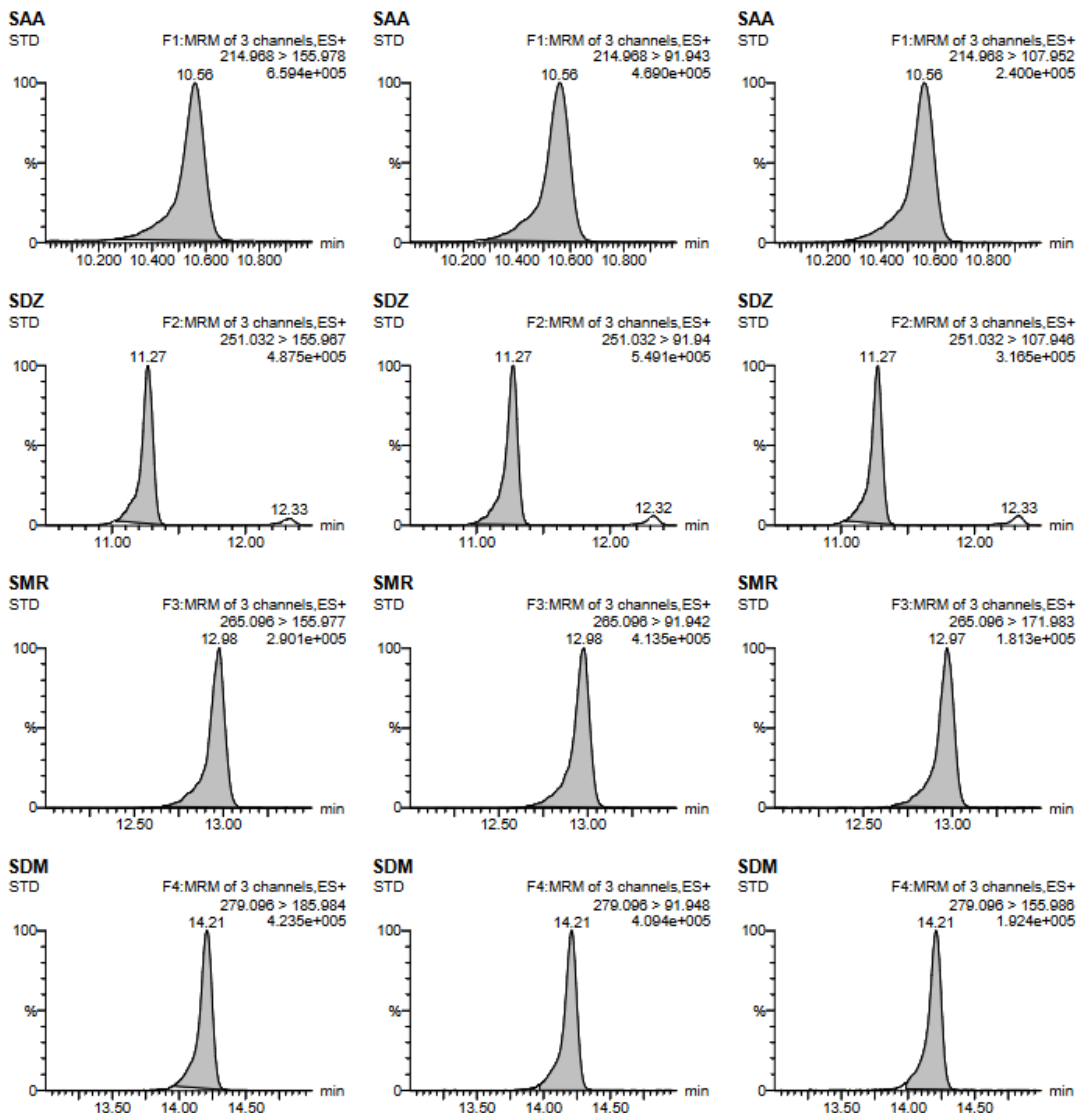 SAA
STD
F1:MRM of 3 channels,ES+
214.968 > 155.978
6.594e+005
10.56
100
%
0
min
10.200 10.400 10.600 10.800
SAA
STD
F1:MRM of 3 channels,ES+
214.968 > 91.943
4.690e+005
10.56
100
%
0
min
10.200 10.400 10.600 10.800
SAA
STD
F1:MRM of 3 channels,ES+
214.968 > 107.952
2.400e+005
10.56
100
%
0
min
10.200 10.400 10.600 10.800
SDZ
STD
F2:MRM of 3 channels,ES+
251.032 > 155.967
4.875e+005
11.27
100
%
12.33
0
min
11.00 12.00
SDZ
STD
F2:MRM of 3 channels,ES+
251.032 > 91.94
5.491e+005
11.27
100
%
12.32
0
min
11.00 12.00
SDZ
STD
F2:MRM of 3 channels,ES+
251.032 > 107.946
3.165e+005
11.27
100
%
12.33
0
min
11.00 12.00
SMR
STD
F3:MRM of 3 channels,ES+
265.096 > 155.977
2.901e+005
12.98
100
%
0
min
12.50 13.00
SMR
STD
F3:MRM of 3 channels,ES+
265.096 > 91.942
4.135e+005
12.98
100
%
0
min
12.50 13.00
SMR
STD
F3:MRM of 3 channels,ES+
265.096 > 171.983
1.813e+005
12.97
100
%
0
min
12.50 13.00
SDM
STD
F4:MRM of 3 channels,ES+
279.096 > 185.984
4.235e+005
14.21
100
%
0
min
13.50 14.00 14.50
SDM
STD
F4:MRM of 3 channels,ES+
279.096 > 91.948
4.094e+005
14.21
100
%
0
min
13.50 14.00 14.50
SDM
STD
F4:MRM of 3 channels,ES+
279.096 > 155.986
1.924e+005
14.21
100
%
0
min
13.50 14.00 14.50